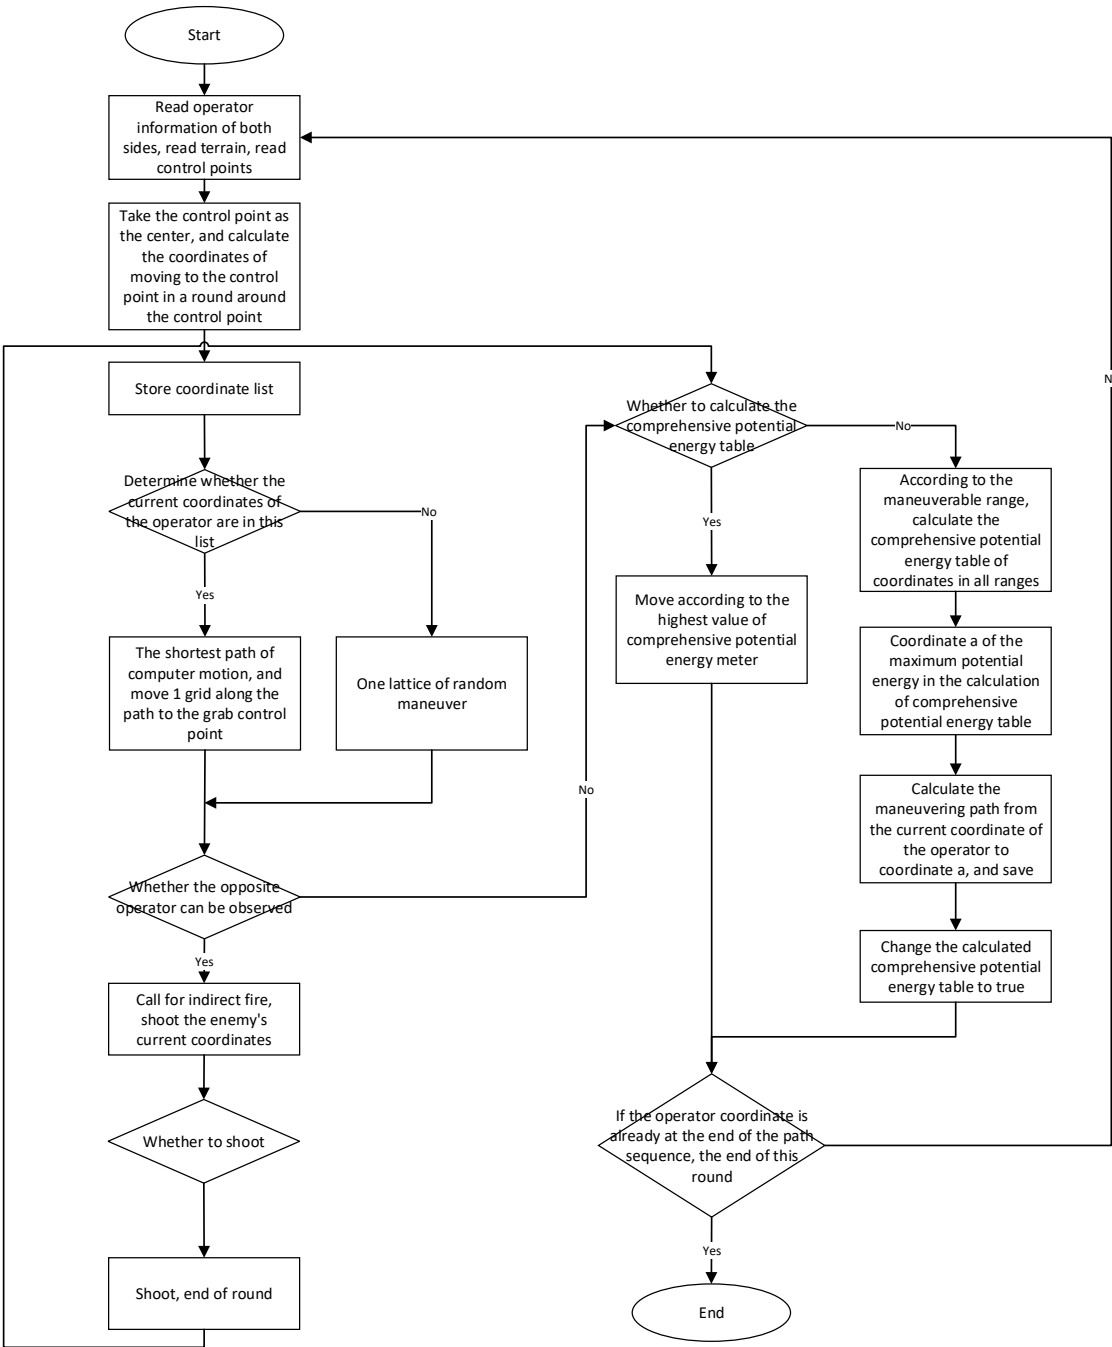 Start
Read operator
information of both
sides, read terrain, read
control points
Take the control point as
the center, and calculate
the coordinates of
moving to the control
point in a round around
the control point
Store coordinate list
Determine whether the
current coordinates of
the operator are in this
list
No
Yes
The shortest path of
computer motion, and
move 1 grid along the
path to the grab control
point
One lattice of random
maneuver
Whether the opposite
operator can be observed
No
Yes
Call for indirect fire,
shoot the enemy's
current coordinates
Whether to shoot
Shoot, end of round
Whether to calculate the
comprehensive potential
energy table
No
Yes
Move according to the
highest value of
comprehensive potential
energy meter
According to the
maneuverable range,
calculate the
comprehensive potential
energy table of
coordinates in all ranges
Coordinate a of the
maximum potential
energy in the calculation
of comprehensive
potential energy table
Calculate the
maneuvering path from
the current coordinate of
the operator to
coordinate a, and save
Change the calculated
comprehensive potential
energy table to true
If the operator coordinate is
already at the end of the path
sequence, the end of this
round
N
Yes
End